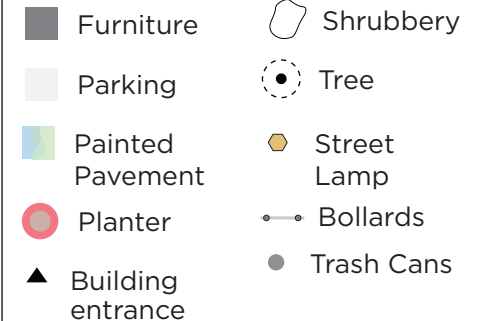 Furniture
Parking
Painted
Pavement
Planter
Building
entrance
Shrubbery
Tree
Street
Lamp
Bollards
Trash Cans